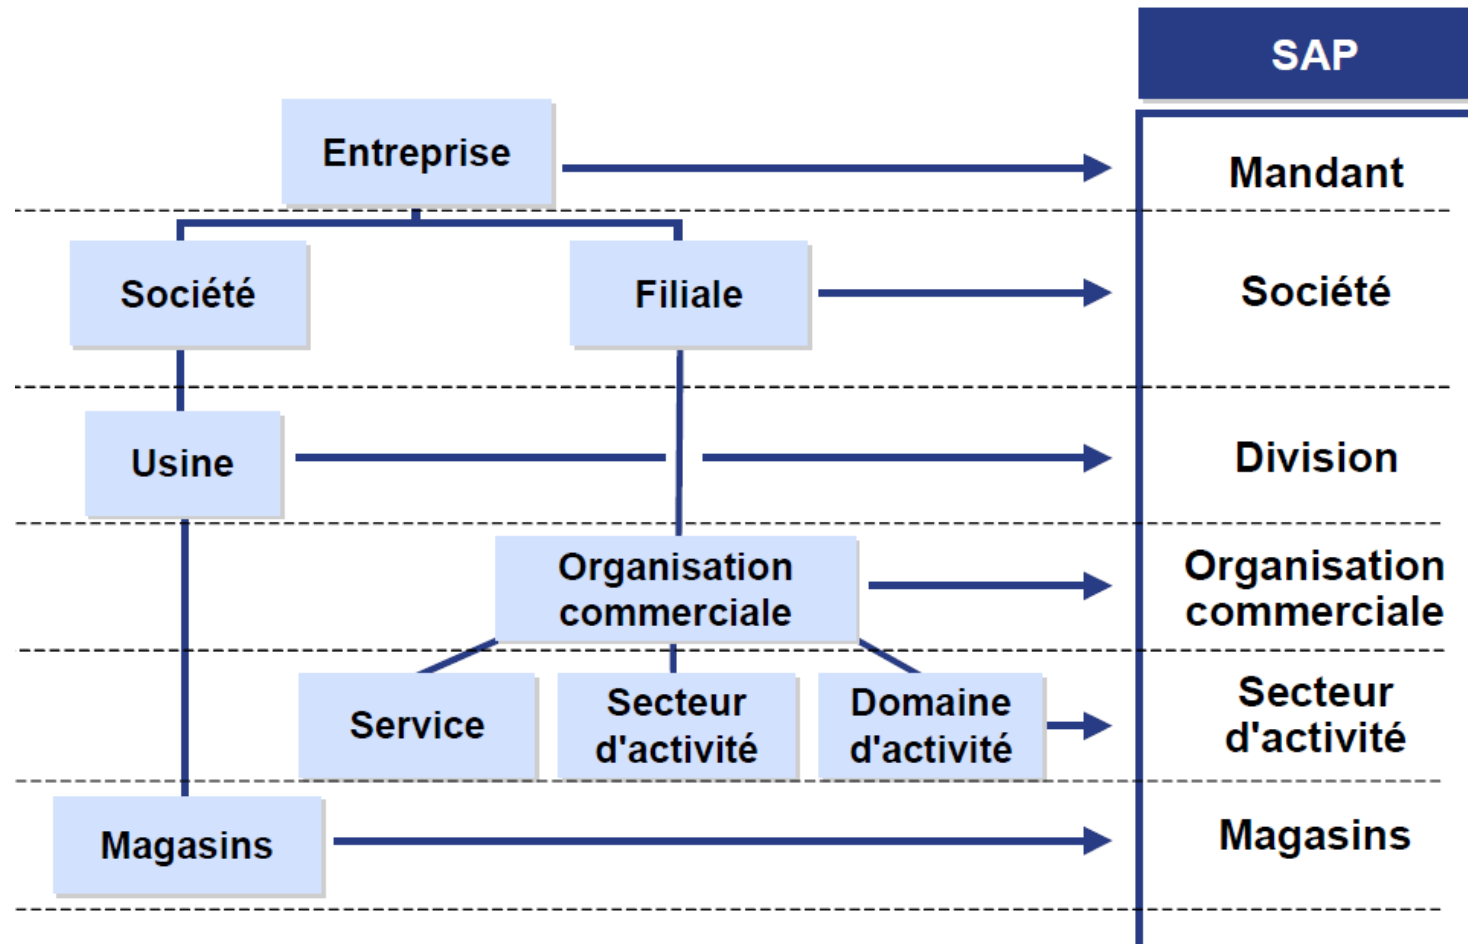 SAP
Entreprise
Mandant
Société
Filiale
Société
Usine
Division
Organisation
commerciale
Organisation
commerciale
Service
Secteur
d'activité
Domaine
d'activité
Secteur
d'activité
Magasins
Magasins